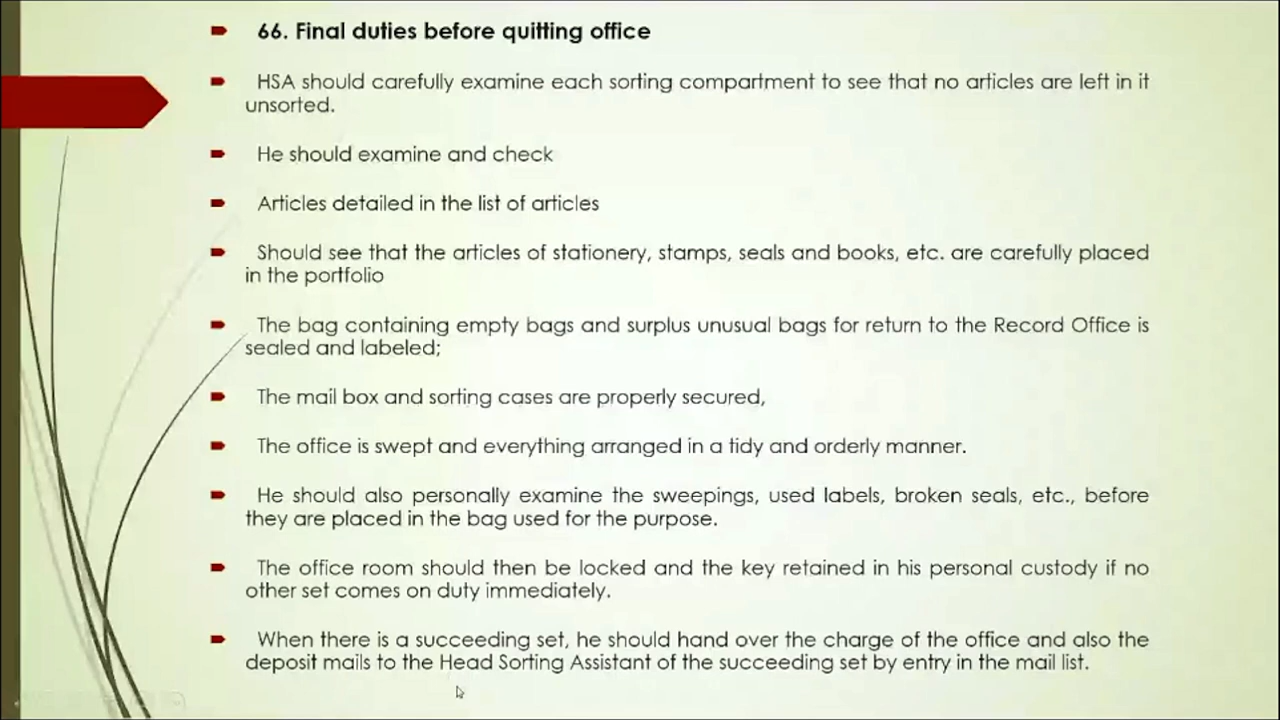 66. Final duties before quitting office
HSA should carefully examine each sorting compartment to see that no articles are left in it
unsorted.
He should examine and check
Articles detailed in the list of articles
Should see that the articles of stationery, stamps, seals and books, etc. are carefully placed
in the portfolio
The bag containing empty bags and surplus unusual bags for return to the Record Office is
sealed and labeled;
The mail box and sorting cases are properly secured,
The office is swept and everything arranged in a tidy and orderly manner.
He should also personally examine the sweepings, used labels, broken seals, etc., before
they are placed in the bag used for the purpose.
The office room should then be locked and the key retained in his personal custody if no
other set comes on duty immediately.
When there is a succeeding set, he should hand over the charge of the office and also the
deposit mails to the Head Sorting Assistant of the succeeding set by entry in the mail list.